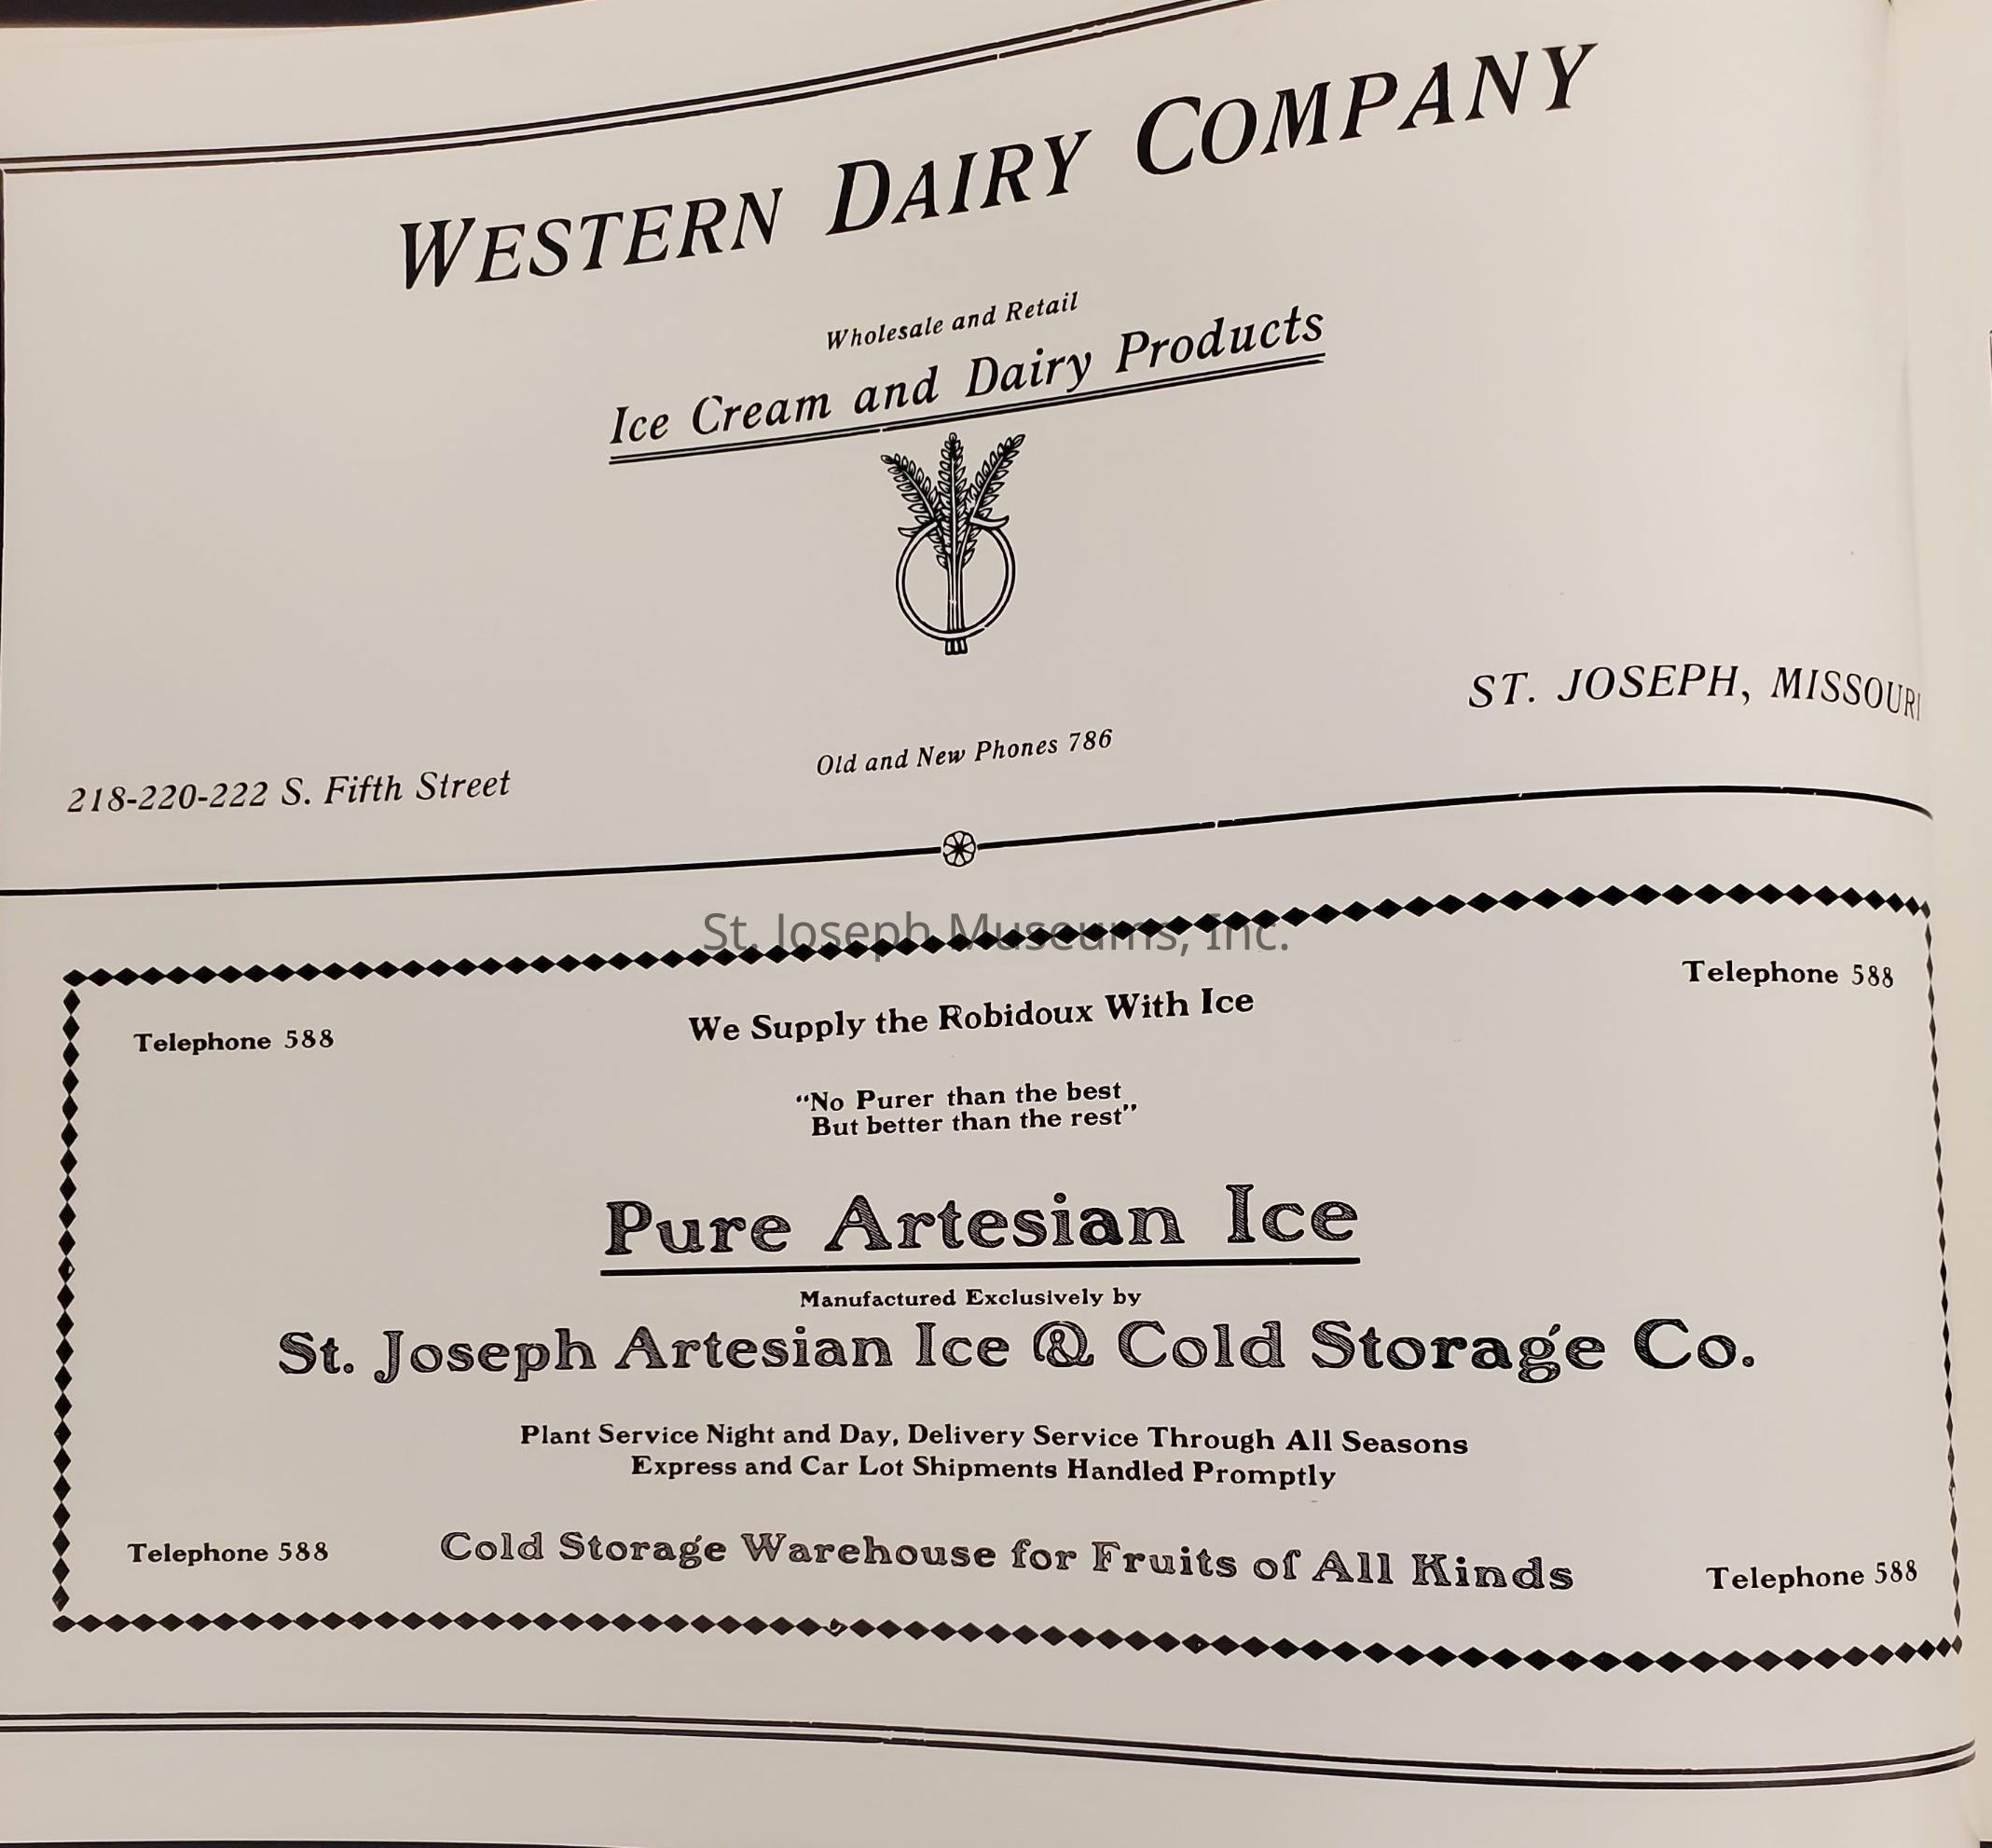 WESTERN DAIRY COMPANY
Wholesale and Retail
Ice Cream and Dairy Products
218-220-222 S. Fifth Street
Old and New Phones 786
ST. JOSEPH, MISSOURI
St. Joseph Museums, Inc.
Telephone 588
We Supply the Robidoux With Ice
Telephone 588
"No Purer than the best
But better than the rest"
Pure Artesian Ice
Manufactured Exclusively by
St. Joseph Artesian Ice & Cold Storage Co.
Plant Service Night and Day, Delivery Service Through All Seasons
Express and Car Lot Shipments Handled Promptly
Telephone 588
Cold Storage Warehouse for Fruits of All Kinds
Telephone 588